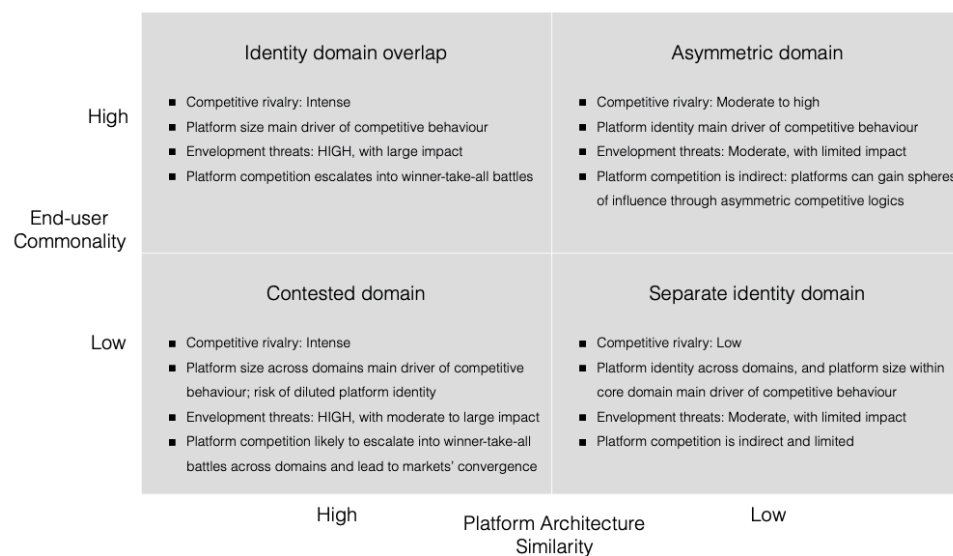 Identity domain overlap
■ Competitive rivalry: Intense
■ Platform size main driver of competitive behaviour
■ Envelopment threats: HIGH, with large impact
■ Platform competition escalates into winner-take-all battles
Asymmetric domain
■ Competitive rivalry: Moderate to high
■ Platform identity main driver of competitive behaviour
■ Envelopment threats: Moderate, with limited impact
■ Platform competition is indirect: platforms can gain spheres
of influence through asymmetric competitive logics
High
End-user
Commonality
Low
Contested domain
■ Competitive rivalry: Intense
■ Platform size across domains main driver of competitive
behaviour; risk of diluted platform identity
■ Envelopment threats: HIGH, with moderate to large impact
■ Platform competition likely to escalate into winner-take-all
battles across domains and lead to markets’ convergence
Separate identity domain
■ Competitive rivalry: Low
■ Platform identity across domains, and platform size within
core domain main driver of competitive behaviour
■ Envelopment threats: Moderate, with limited impact
■ Platform competition is indirect and limited
High
Platform Architecture
Similarity
Low